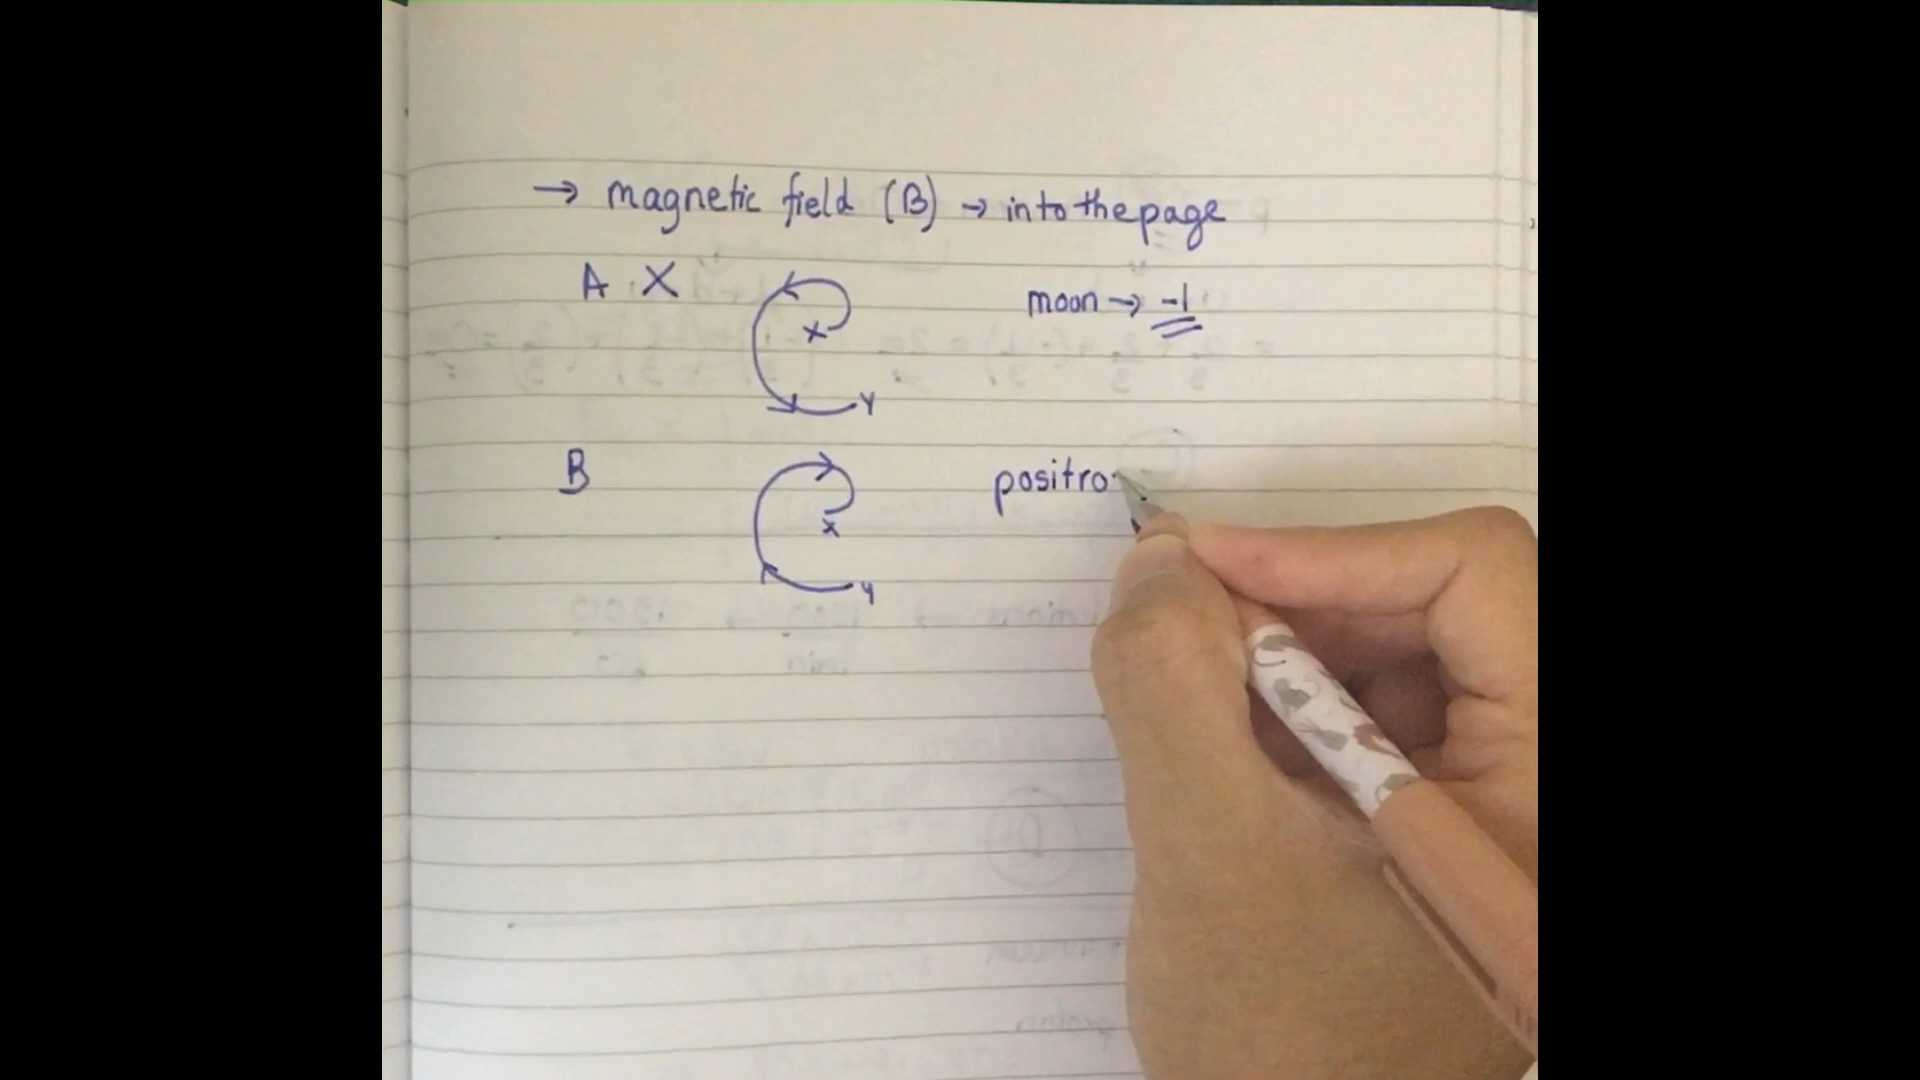 → magnetic field (B) → into the page
A X
X
moon → -1
Y
B
positro
X
Y